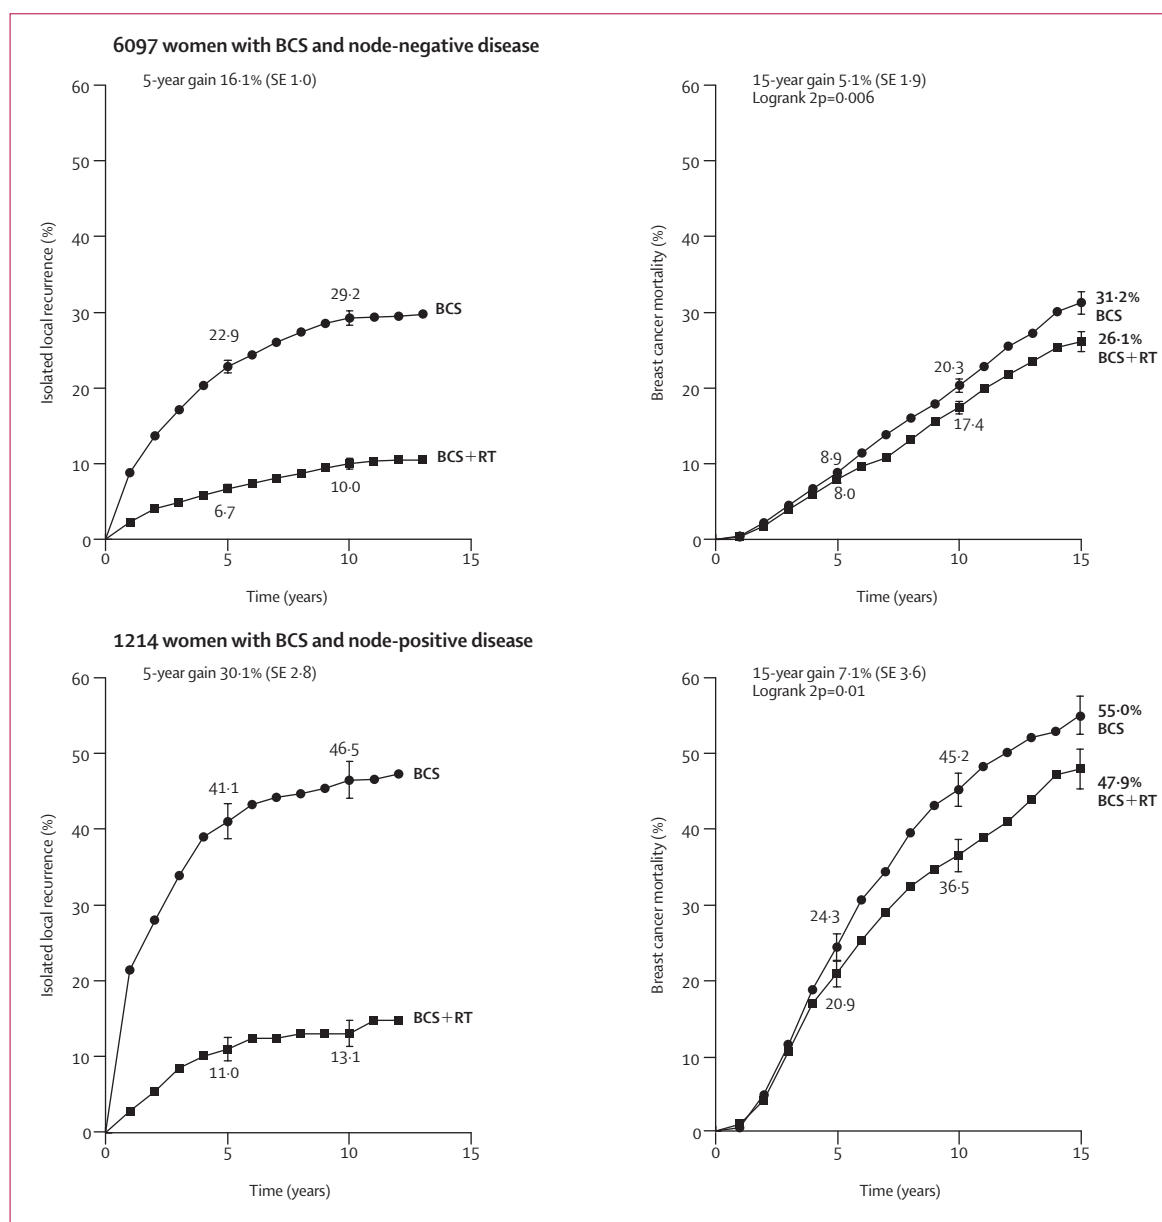 6097 women with BCS and node-negative disease
5-year gain 16·1% (SE 1·0)
60
50
40
30
20
10
0
Isolated local recurrence (%)
22·9
29·2
BCS
6·7
10·0
BCS+RT
0
5
10
15
Time (years)
15-year gain 5·1% (SE 1·9)
Logrank 2p=0·006
60
50
40
30
20
10
0
Breast cancer mortality (%)
8·9
8·0
20·3
17·4
31·2%
BCS
26·1%
BCS+RT
0
5
10
15
Time (years)
1214 women with BCS and node-positive disease
5-year gain 30·1% (SE 2·8)
60
50
40
30
20
10
0
Isolated local recurrence (%)
41·1
46·5
BCS
11·0
13·1
BCS+RT
0
5
10
15
Time (years)
15-year gain 7·1% (SE 3·6)
Logrank 2p=0·01
60
50
40
30
20
10
0
Breast cancer mortality (%)
24·3
20·9
45·2
36·5
55·0%
BCS
47·9%
BCS+RT
0
5
10
15
Time (years)